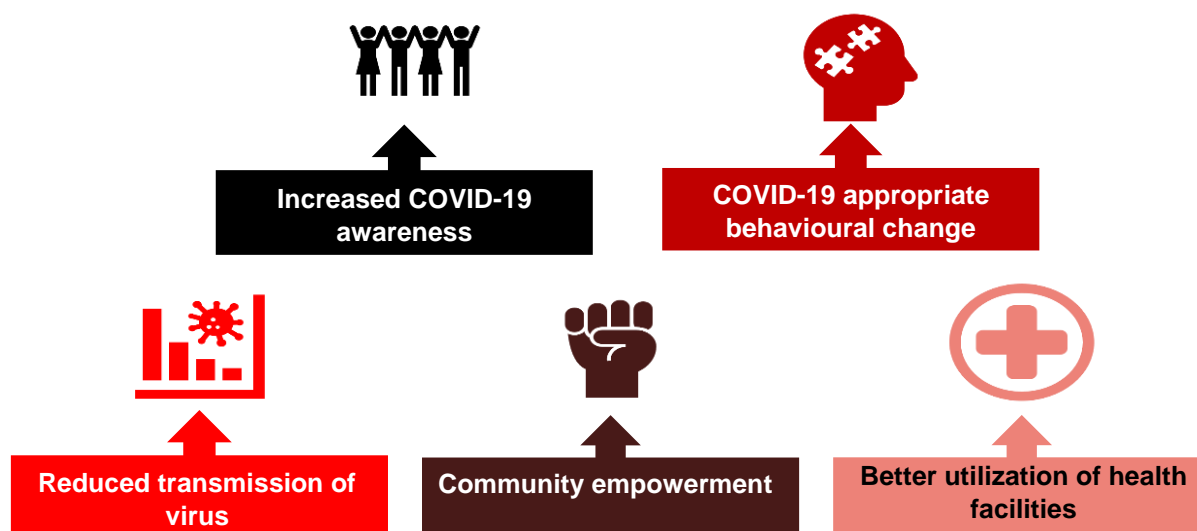 Increased COVID-19
awareness
COVID-19 appropriate
behavioural change
Reduced transmission of
virus
Community empowerment
Better utilization of health
facilities